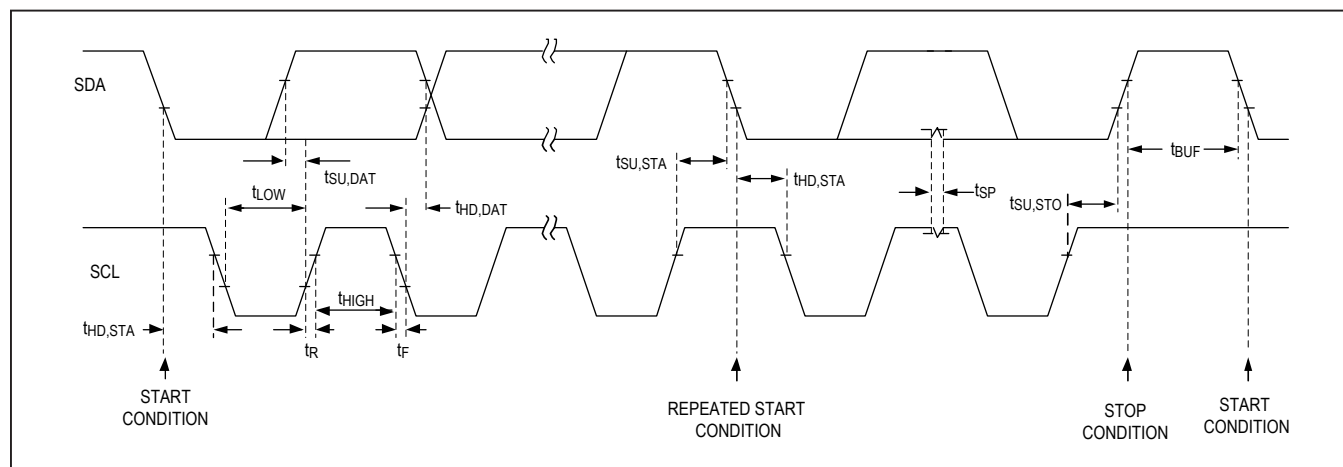 SDA
tSU,DAT
tLOW
tHD,DAT
tSU,STA
tHD,STA
tSP
tSU,STO
tBUF
SCL
tHIGH
tHD,STA
tR
tF
START
CONDITION
REPEATED START
CONDITION
STOP
CONDITION
START
CONDITION